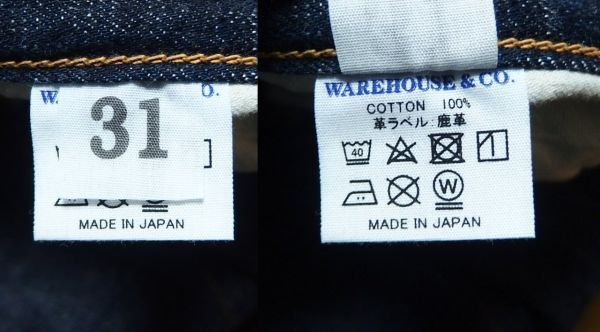 W
O.
31
MADE IN JAPAN
WAREHOUSE & CO.
COTTON 100%
革ラベル:鹿革
40
W
MADE IN JAPAN